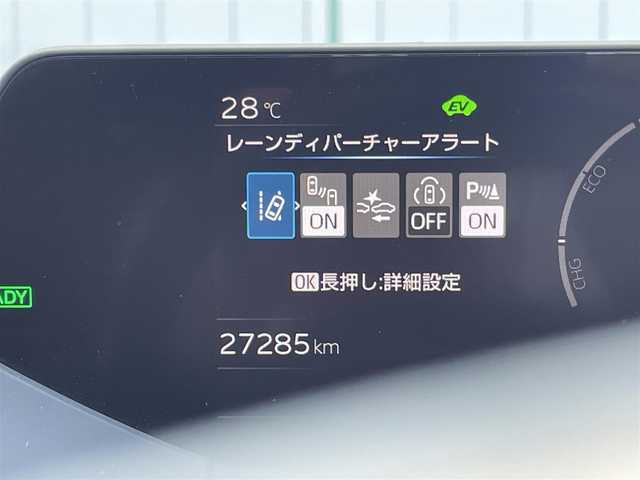 28℃ EV
レーンディパーチャーアラート
ON OFF P ON
OK長押し:詳細設定
ECO
CHG
ADY
27285km